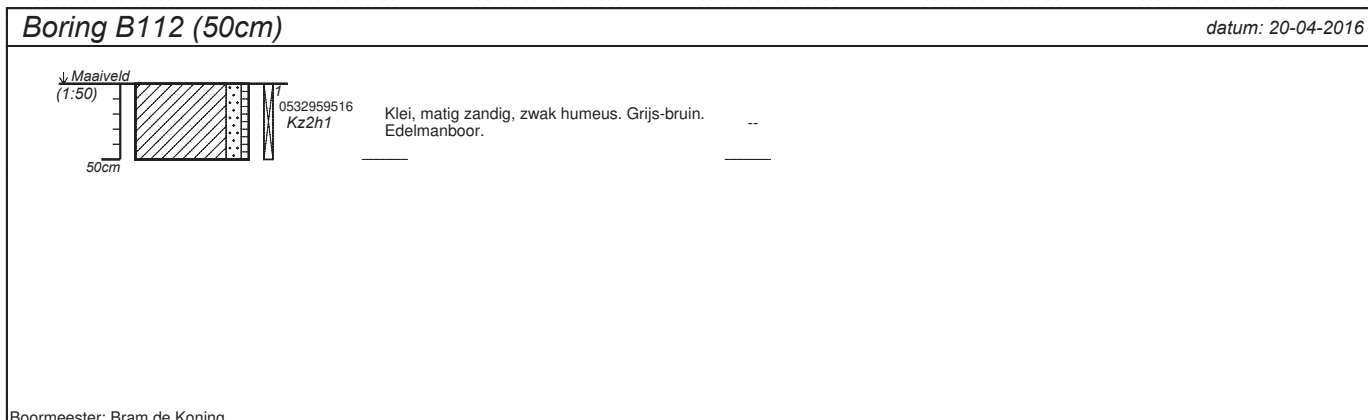 Boring B112 (50cm)
datum: 20-04-2016
Maaiveld
(1:50)
1
0532959516
Kz2h1
Klei, matig zandig, zwak humeus. Grijs-bruin.
Edelmanboor.
--
50cm
Boormeester: Bram de Koning